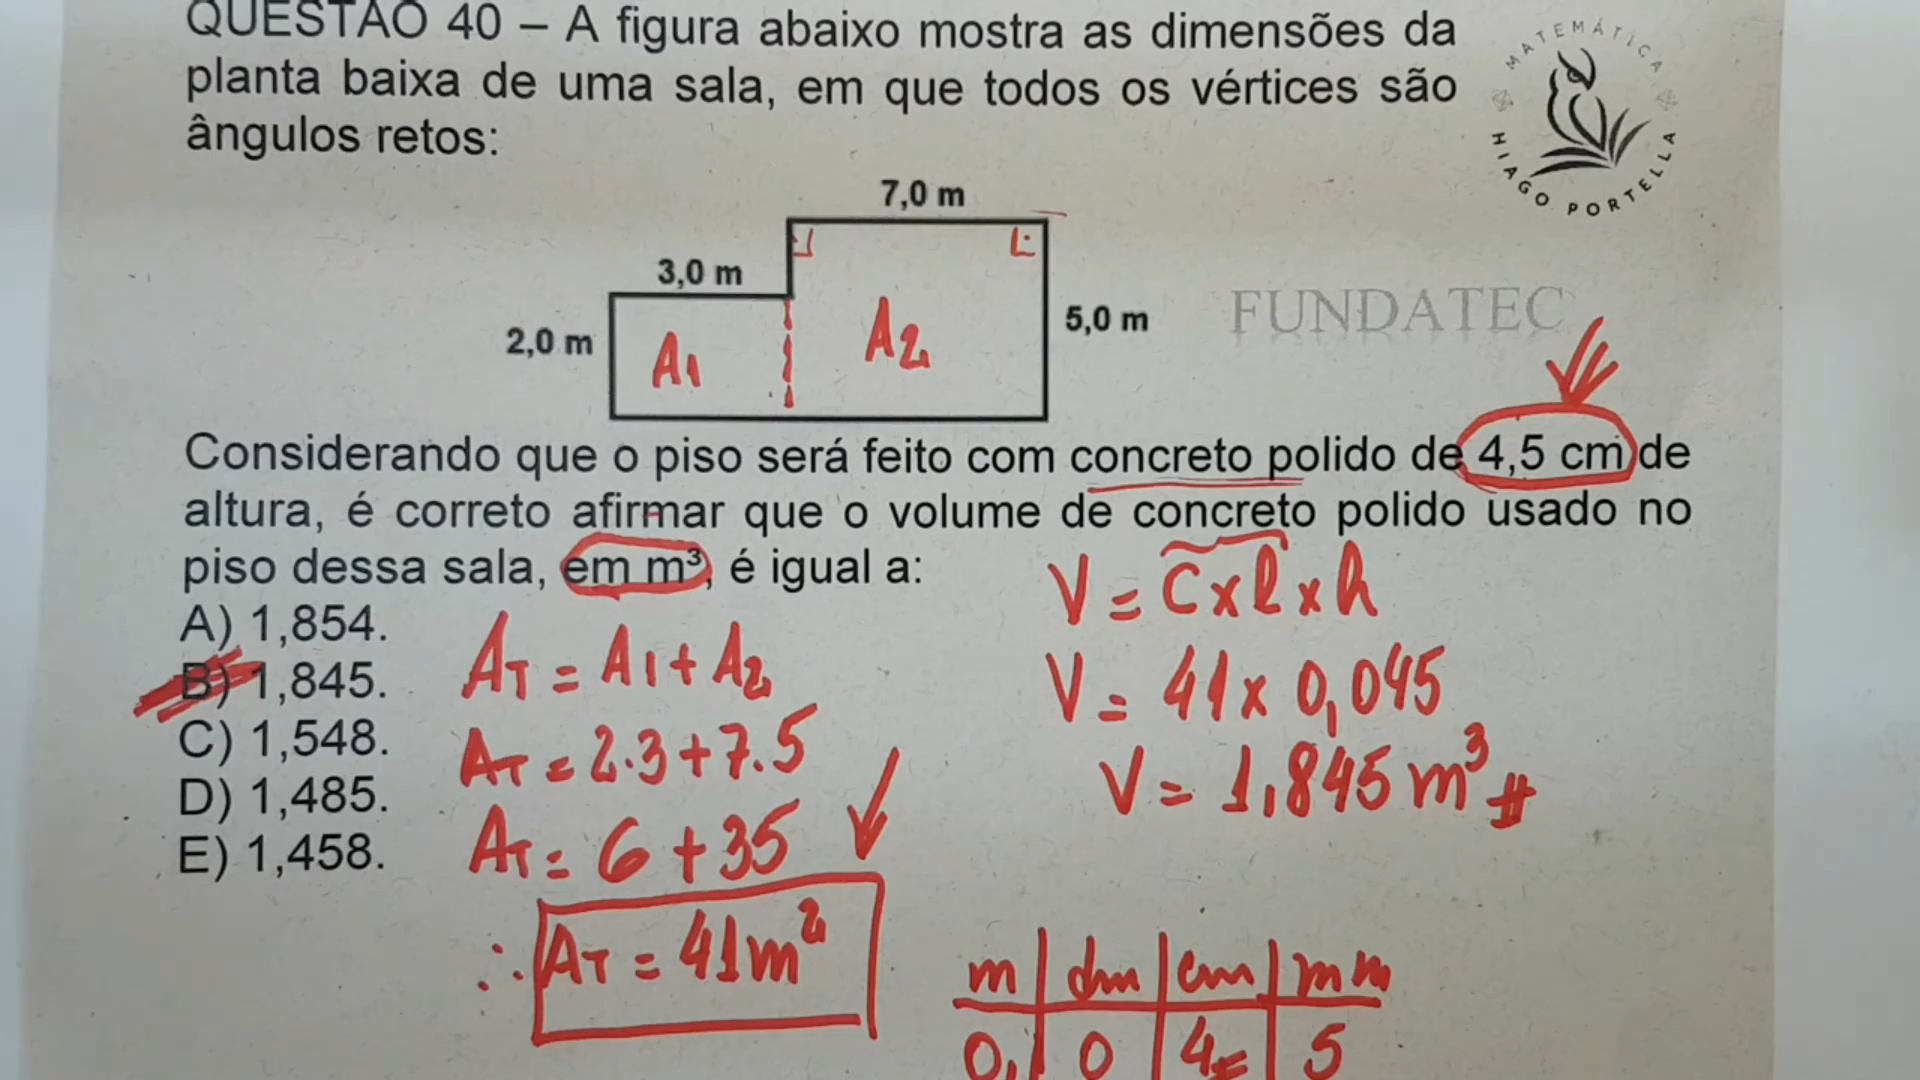 QUESTÃO 40 – A figura abaixo mostra as dimensões da
planta baixa de uma sala, em que todos os vértices são
ângulos retos:
MATEMÁTICA
HIAGO PORTELLA
7,0 m
3,0 m
2,0 m
5,0 m
A1
A2
FUNDATEC
Considerando que o piso será feito com concreto polido de 4,5 cm de
altura, é correto afirmar que o volume de concreto polido usado no
piso dessa sala, em m³, é igual a:
A) 1,854.
B) 1,845.
C) 1,548.
D) 1,485.
E) 1,458.
AT = A1 + A2
AT = 2.3 + 7.5
AT = 6 + 35
∴ AT = 41m²
V = C x l x h
V = 41 x 0,045
V = 1,845 m³ #
m | dm | cm | mm
0, | 0 | 4 | 5